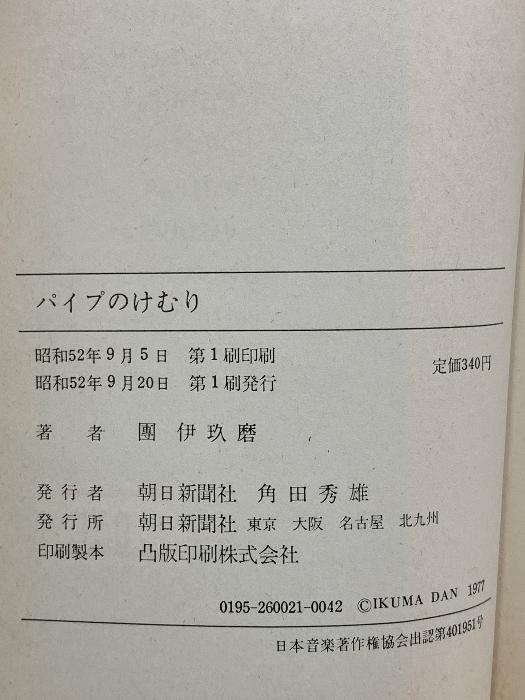 パイプのけむり
昭和52年9月5日 第1刷印刷
昭和52年9月20日 第1刷発行
定価340円
著者 團伊玖磨
発行者 朝日新聞社 角田秀雄
発行所 朝日新聞社 東京 大阪 名古屋 北九州
印刷製本 凸版印刷株式会社
0195-260021-0042 ©IKUMA DAN 1977
日本音楽著作権協会出認第401951号